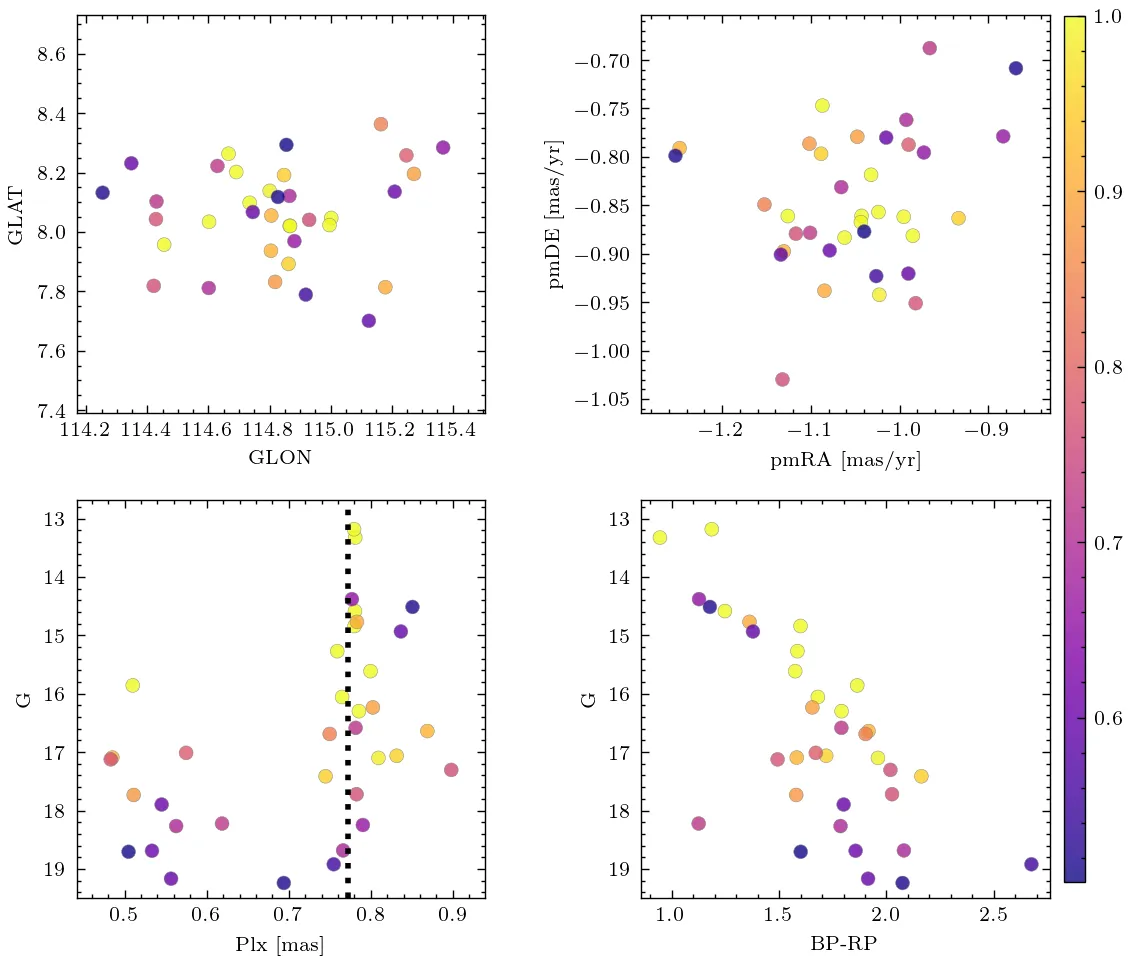 8.6
8.4
8.2
8.0
7.8
7.6
7.4
GLAT
114.2 114.4 114.6 114.8 115.0 115.2 115.4
GLON
−0.70
−0.75
−0.80
−0.85
−0.90
−0.95
−1.00
−1.05
pmDE [mas/yr]
−1.2 −1.1 −1.0 −0.9
pmRA [mas/yr]
1.0
0.9
0.8
0.7
0.6
13
14
15
16
17
18
19
G
0.5 0.6 0.7 0.8 0.9
Plx [mas]
13
14
15
16
17
18
19
G
1.0 1.5 2.0 2.5
BP-RP